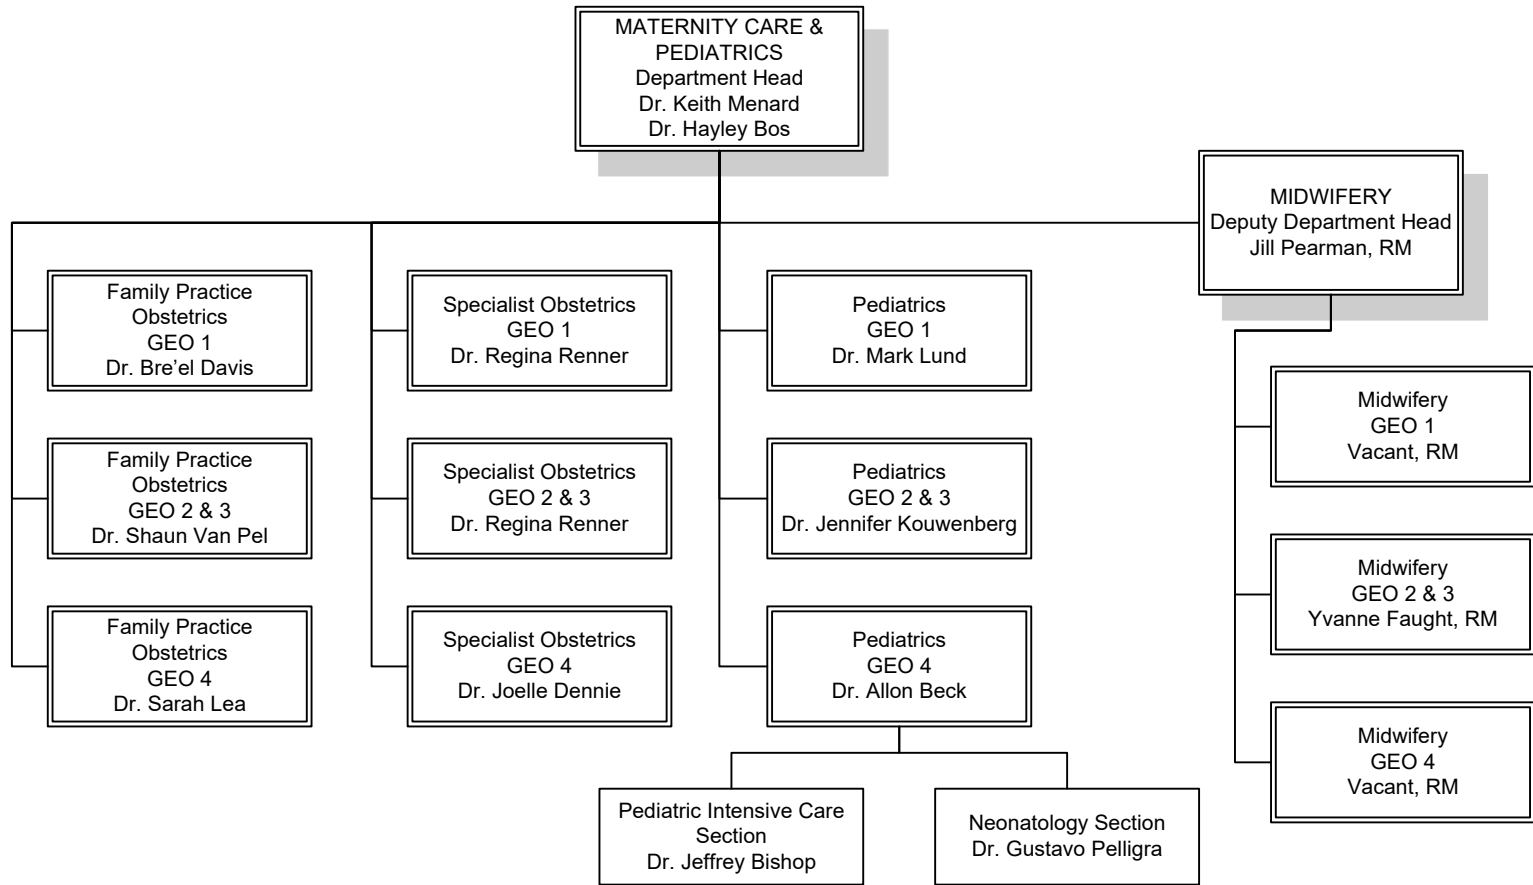 MATERNITY CARE &
PEDIATRICS
Department Head
Dr. Keith Menard
Dr. Hayley Bos
MIDWIFERY
Deputy Department Head
Jill Pearman, RM
Family Practice
Obstetrics
GEO 1
Dr. Bre’el Davis
Specialist Obstetrics
GEO 1
Dr. Regina Renner
Pediatrics
GEO 1
Dr. Mark Lund
Midwifery
GEO 1
Vacant, RM
Family Practice
Obstetrics
GEO 2 & 3
Dr. Shaun Van Pel
Specialist Obstetrics
GEO 2 & 3
Dr. Regina Renner
Pediatrics
GEO 2 & 3
Dr. Jennifer Kouwenberg
Midwifery
GEO 2 & 3
Yvanne Faught, RM
Family Practice
Obstetrics
GEO 4
Dr. Sarah Lea
Specialist Obstetrics
GEO 4
Dr. Joelle Dennie
Pediatrics
GEO 4
Dr. Allon Beck
Midwifery
GEO 4
Vacant, RM
Pediatric Intensive Care
Section
Dr. Jeffrey Bishop
Neonatology Section
Dr. Gustavo Pelligra